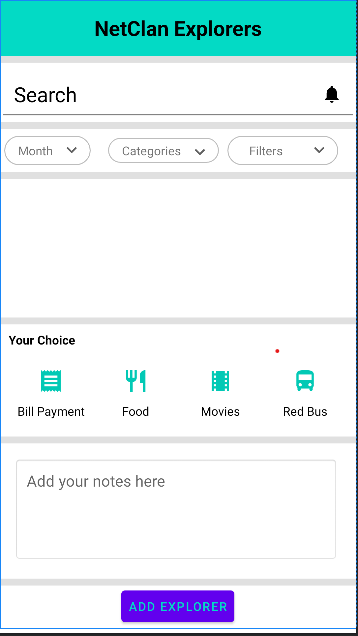 NetClan Explorers
Search
Month Categories Filters
Your Choice
Bill Payment Food Movies Red Bus
Add your notes here
ADD EXPLORER